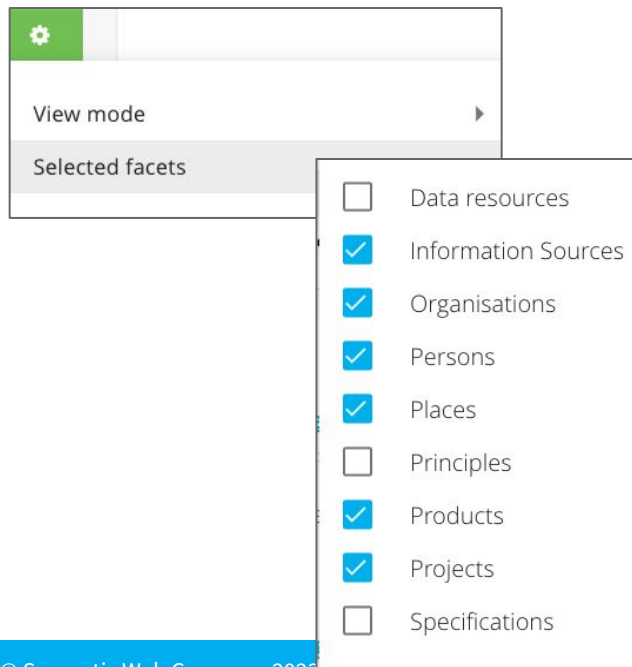 View mode
Selected facets
Data resources
Information Sources
Organisations
Persons
Places
Principles
Products
Projects
Specifications